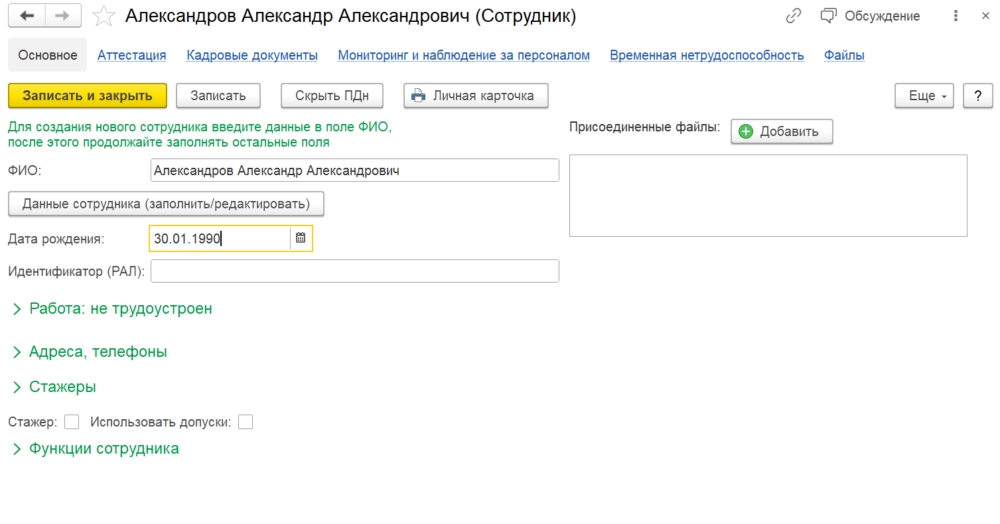 Александров Александр Александрович (Сотрудник)
Обсуждение
Основное Аттестация Кадровые документы Мониторинг и наблюдение за персоналом Временная нетрудоспособность Файлы
Записать и закрыть Записать Скрыть ПДн Личная карточка Еще ?
Для создания нового сотрудника введите данные в поле ФИО,
после этого продолжайте заполнять остальные поля
Присоединенные файлы: Добавить
ФИО: Александров Александр Александрович
Данные сотрудника (заполнить/редактировать)
Дата рождения: 30.01.1990
Идентификатор (РАЛ):
Работа: не трудоустроен
Адреса, телефоны
Стажеры
Стажер: Использовать допуски:
Функции сотрудника